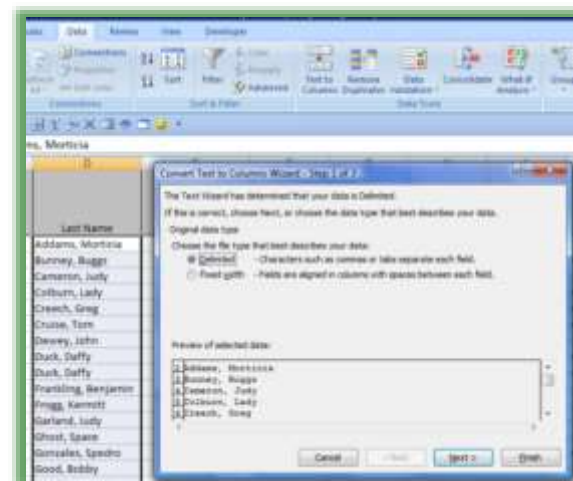 Data Review View Developer
Connections
Sort Filter Advanced Text to Columns Remove Duplicates Data Validation Consolidate What-If Analysis Group
Connections Sort & Filter Data Tools
ns, Morticia
D
Last Name
Addams, Morticia
Bunney, Buggs
Cameron, Judy
Colburn, Lady
Creech, Greg
Cruise, Tom
Dewey, John
Duck, Daffy
Duck, Daffy
Frankling, Benjamin
Frogg, Kermitt
Garland, Judy
Ghost, Space
Gonzales, Spedro
Good, Bobby
Convert Text to Columns Wizard - Step 1 of 3
The Text Wizard has determined that your data is Delimited.
If this is correct, choose Next, or choose the data type that best describes your data.
Original data type
Choose the file type that best describes your data:
Delimited - Characters such as commas or tabs separate each field.
Fixed width - Fields are aligned in columns with spaces between each field.
Preview of selected data:
Addams, Morticia
Bunney, Buggs
Cameron, Judy
Colburn, Lady
Creech, Greg
Cancel < Back Next > Finish